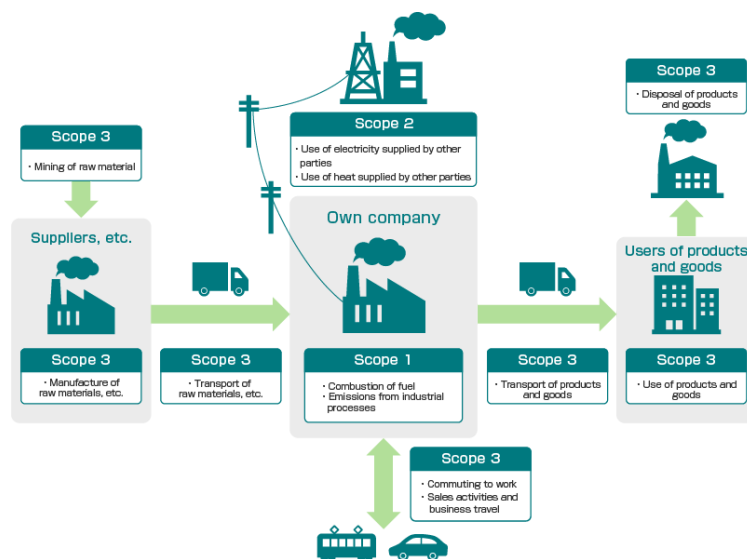 Scope 3
・Mining of raw material
Scope 2
・Use of electricity supplied by other
parties
・Use of heat supplied by other parties
Scope 3
・Disposal of products
and goods
Suppliers, etc.
Own company
Users of products
and goods
Scope 3
・Manufacture of
raw materials, etc.
Scope 3
・Transport of
raw materials, etc.
Scope 1
・Combustion of fuel
・Emissions from industrial
processes
Scope 3
・Transport of products
and goods
Scope 3
・Use of products and
goods
Scope 3
・Commuting to work
・Sales activities and
business travel